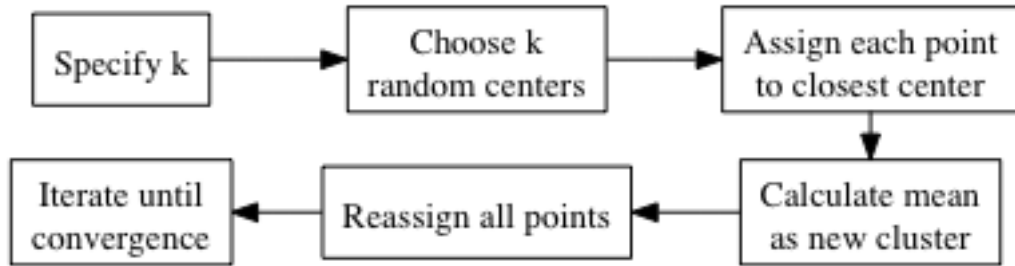 Specify k
Choose k
random centers
Assign each point
to closest center
Calculate mean
as new cluster
Reassign all points
Iterate until
convergence